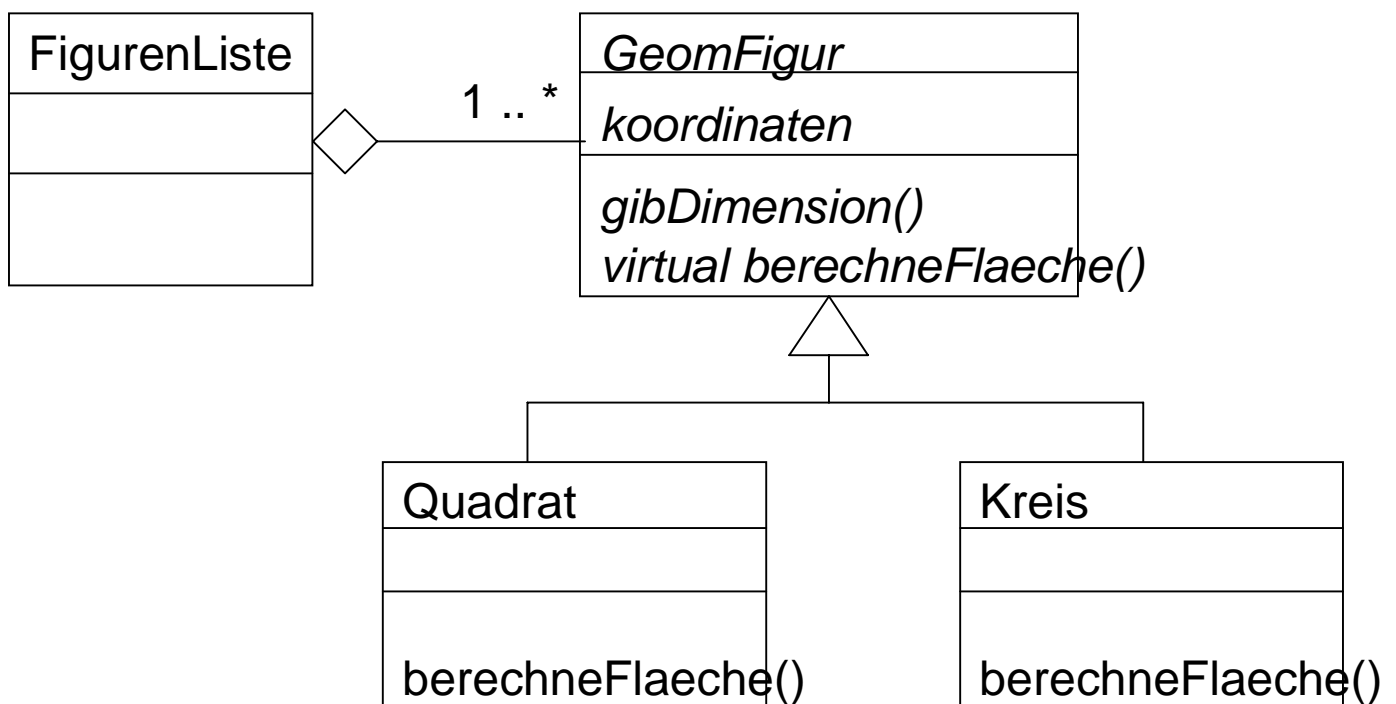 FigurenListe
1 .. *
GeomFigur
koordinaten
gibDimension()
virtual berechneFlaeche()
Quadrat
berechneFlaeche()
Kreis
berechneFlaeche()